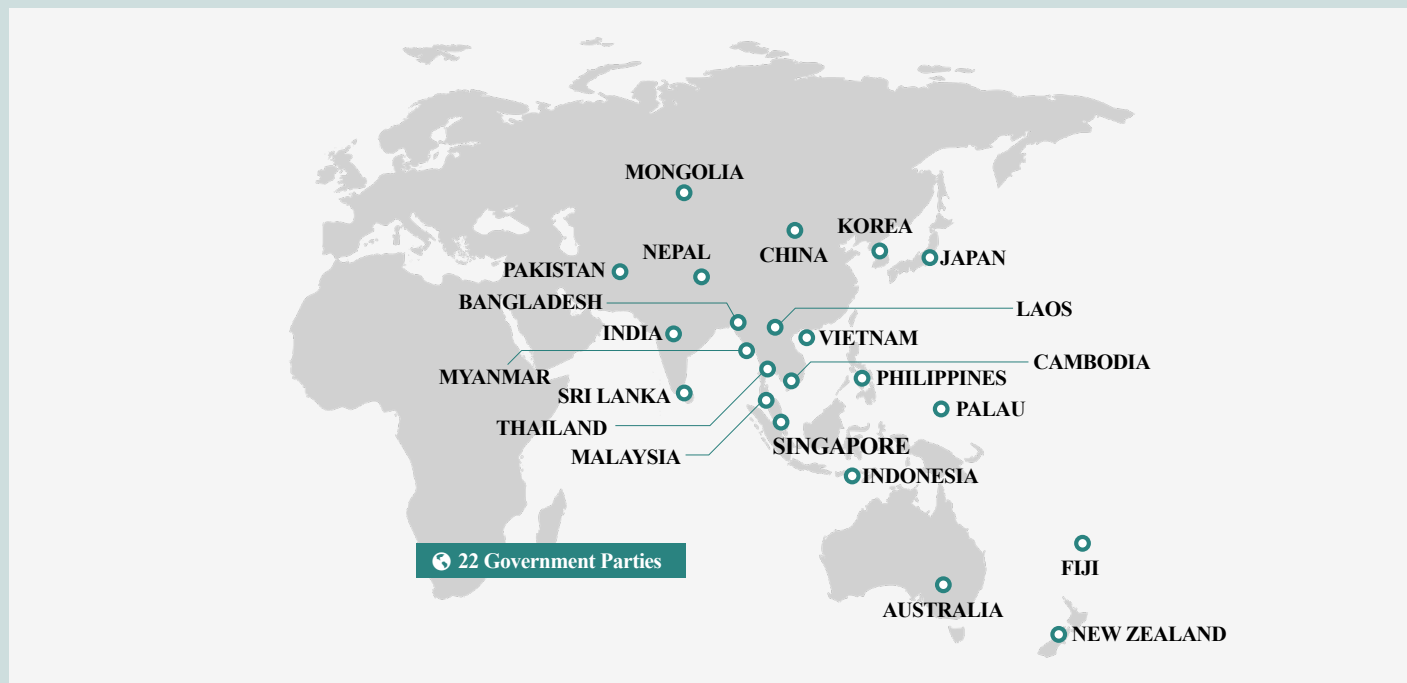 MONGOLIA
KOREA
NEPAL
CHINA
JAPAN
PAKISTAN
BANGLADESH
LAOS
INDIA
VIETNAM
CAMBODIA
MYANMAR
PHILIPPINES
SRI LANKA
PALAU
THAILAND
SINGAPORE
MALAYSIA
INDONESIA
22 Government Parties
FIJI
AUSTRALIA
NEW ZEALAND